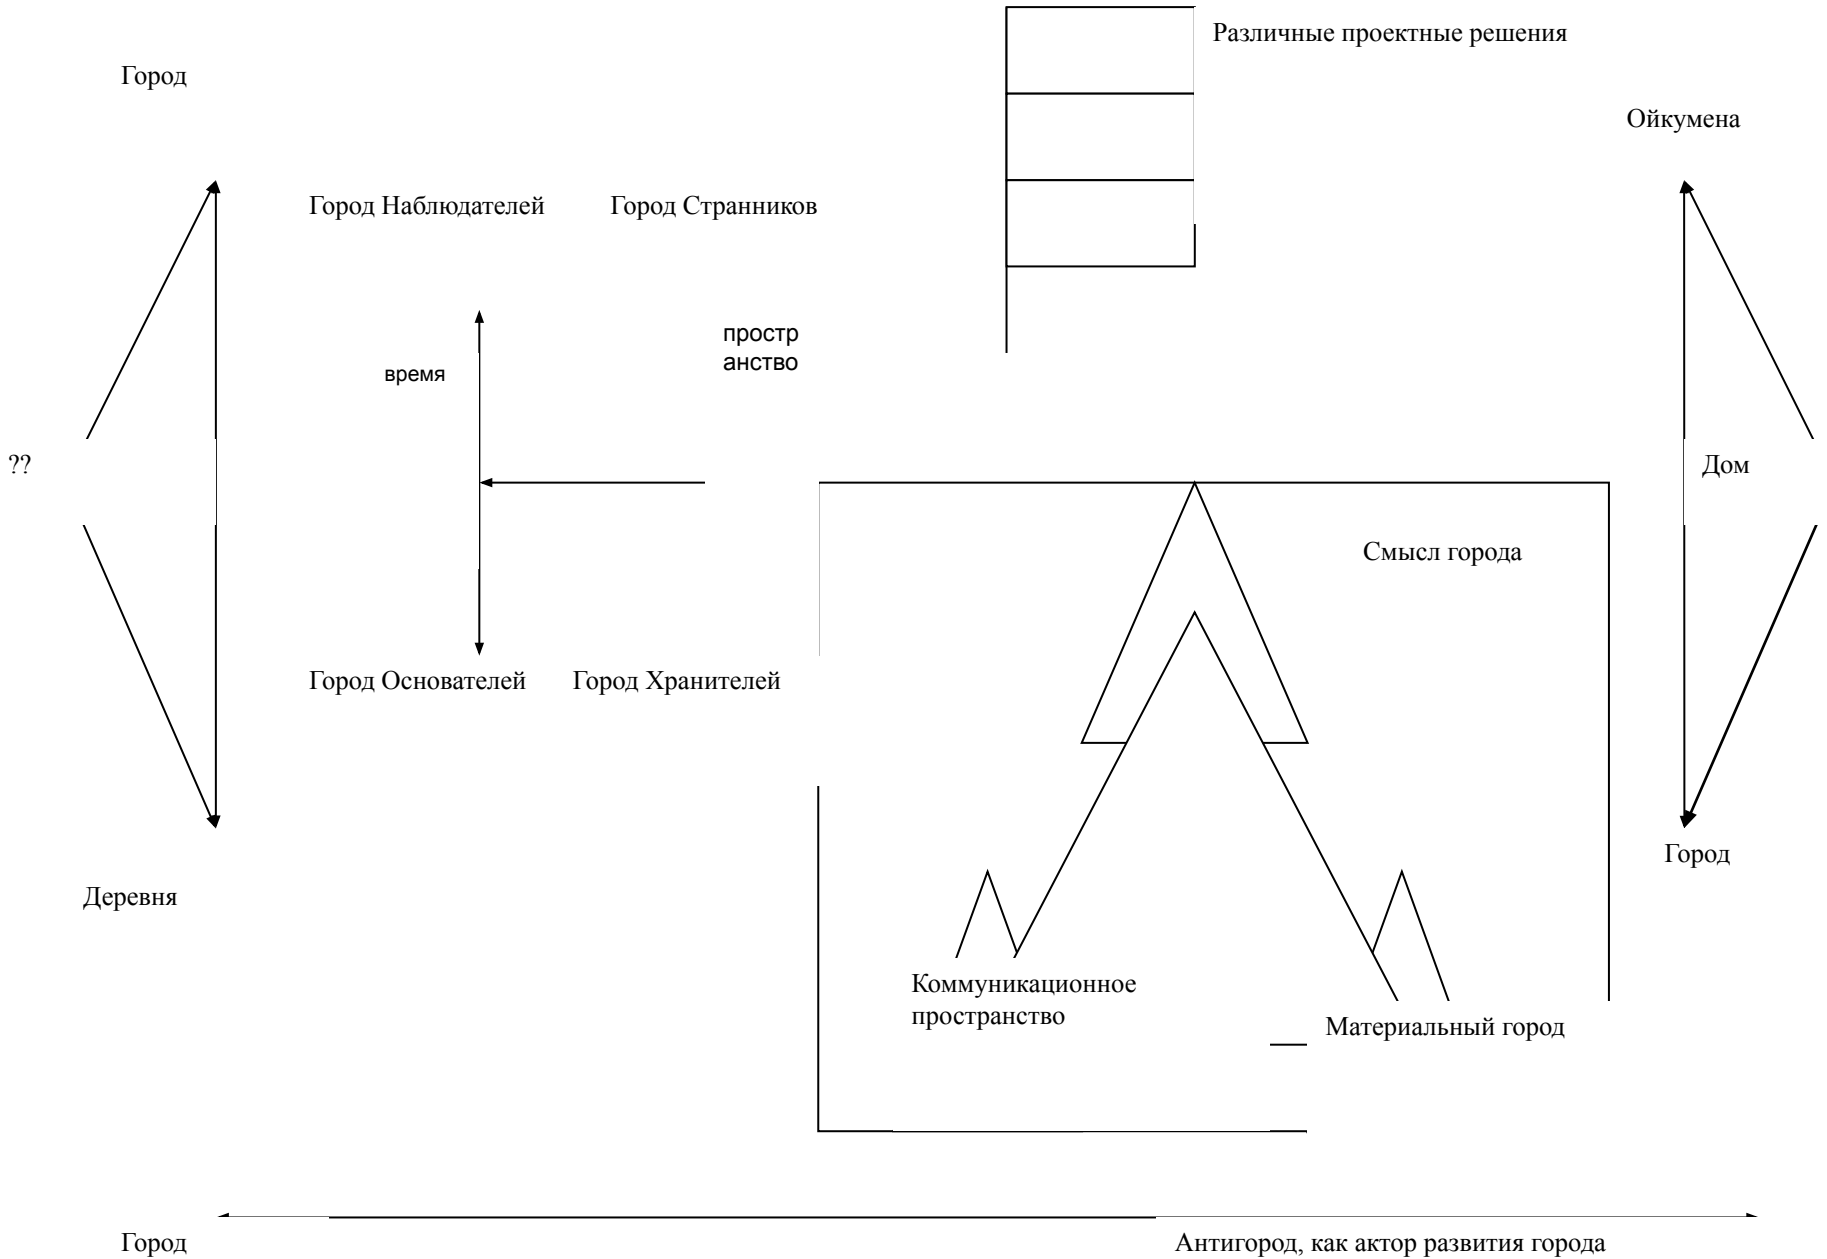 Различные проектные решения
Город
Ойкумена
Город Наблюдателей
Город Странников
простр
анство
время
??
Дом
Смысл города
Город Основателей
Город Хранителей
Город
Деревня
Коммуникационное
пространство
Материальный город
Город
Антигород, как актор развития города